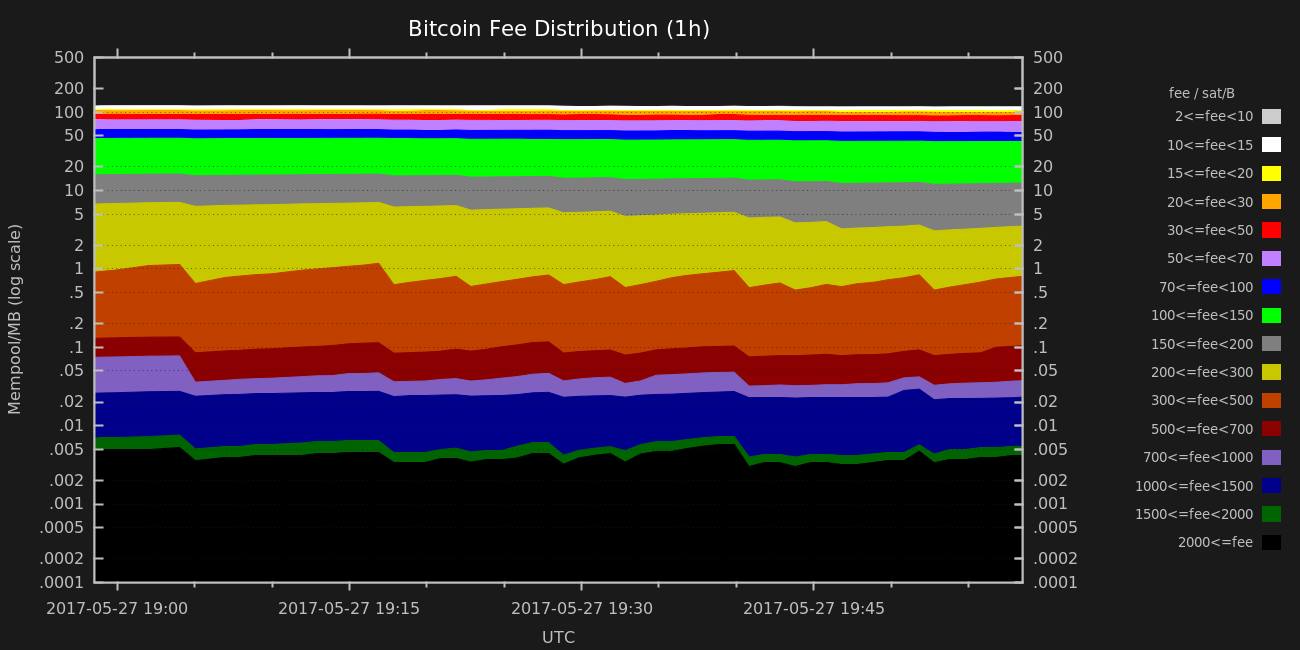 Bitcoin Fee Distribution (1h)
Mempool/MB (log scale)
500
200
100
50
20
10
5
2
1
.5
.2
.1
.05
.02
.01
.005
.002
.001
.0005
.0002
.0001
500
200
100
50
20
10
5
2
1
.5
.2
.1
.05
.02
.01
.005
.002
.001
.0005
.0002
.0001
2017-05-27 19:00 2017-05-27 19:15 2017-05-27 19:30 2017-05-27 19:45
UTC
fee / sat/B
2<=fee<10
10<=fee<15
15<=fee<20
20<=fee<30
30<=fee<50
50<=fee<70
70<=fee<100
100<=fee<150
150<=fee<200
200<=fee<300
300<=fee<500
500<=fee<700
700<=fee<1000
1000<=fee<1500
1500<=fee<2000
2000<=fee